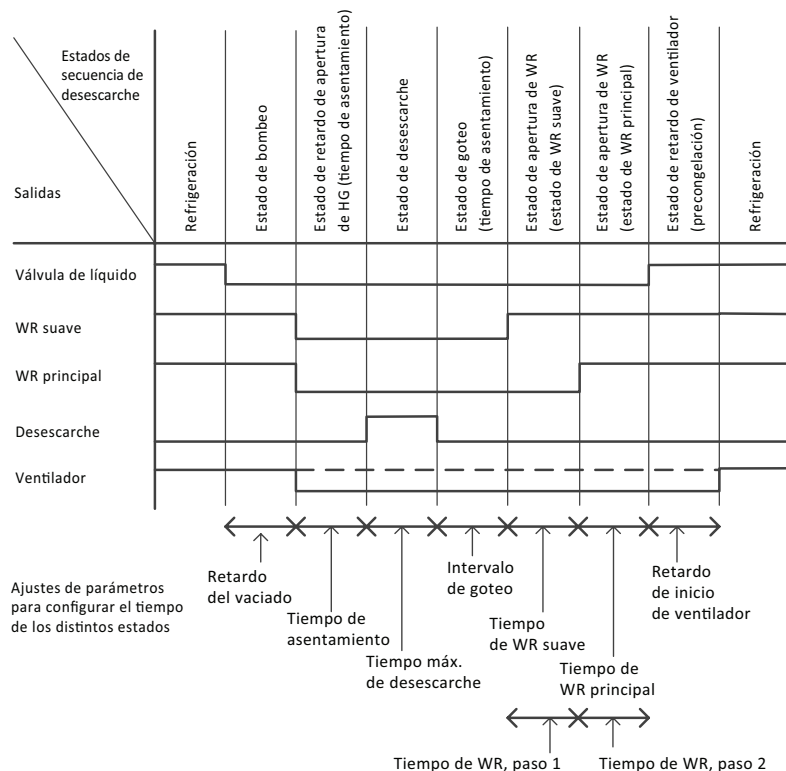 Estados de
secuencia de
desescarche
Salidas
Refrigeración
Estado de bombeo
Estado de retardo de apertura
de HG (tiempo de asentamiento)
Estado de desescarche
Estado de goteo
(tiempo de asentamiento)
Estado de apertura de WR
(estado de WR suave)
Estado de apertura de WR
(estado de WR principal)
Estado de retardo de ventilador
(precongelación)
Refrigeración
Válvula de líquido
WR suave
WR principal
Desescarche
Ventilador
Ajustes de parámetros
para configurar el tiempo
de los distintos estados
Retardo
del vaciado
Tiempo de
asentamiento
Tiempo máx.
de desescarche
Intervalo
de goteo
Tiempo
de WR suave
Tiempo de
WR principal
Retardo
de inicio
de ventilador
Tiempo de WR, paso 1
Tiempo de WR, paso 2